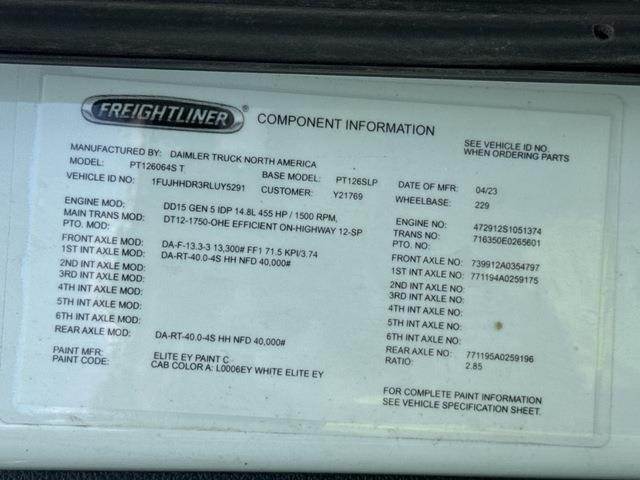 FREIGHTLINER® COMPONENT INFORMATION
SEE VEHICLE ID NO.
WHEN ORDERING PARTS
MANUFACTURED BY: DAIMLER TRUCK NORTH AMERICA
MODEL: PT126064S T BASE MODEL: PT126SLP DATE OF MFR: 04/23
VEHICLE ID NO: 1FUJHHDR3RLUY5291 CUSTOMER: Y21769 WHEELBASE: 229
ENGINE MOD: DD15 GEN 5 IDP 14.8L 455 HP / 1500 RPM, ENGINE NO: 472912S1051374
MAIN TRANS MOD: DT12-1750-OHE EFFICIENT ON-HIGHWAY 12-SP TRANS NO: 716350E0265601
PTO. MOD: PTO. NO:
FRONT AXLE MOD: DA-F-13.3-3 13,300# FF1 71.5 KPI/3.74 FRONT AXLE NO: 739912A0354797
1ST INT AXLE MOD: DA-RT-40.0-4S HH NFD 40,000# 1ST INT AXLE NO: 771194A0259175
2ND INT AXLE MOD: 2ND INT AXLE NO:
3RD INT AXLE MOD: 3RD INT AXLE NO:
4TH INT AXLE MOD: 4TH INT AXLE NO:
5TH INT AXLE MOD: 5TH INT AXLE NO:
6TH INT AXLE MOD: 6TH INT AXLE NO:
REAR AXLE MOD: DA-RT-40.0-4S HH NFD 40,000# REAR AXLE NO: 771195A0259196
RATIO: 2.85
PAINT MFR: ELITE EY PAINT C
PAINT CODE: CAB COLOR A: L0006EY WHITE ELITE EY
FOR COMPLETE PAINT INFORMATION
SEE VEHICLE SPECIFICATION SHEET.